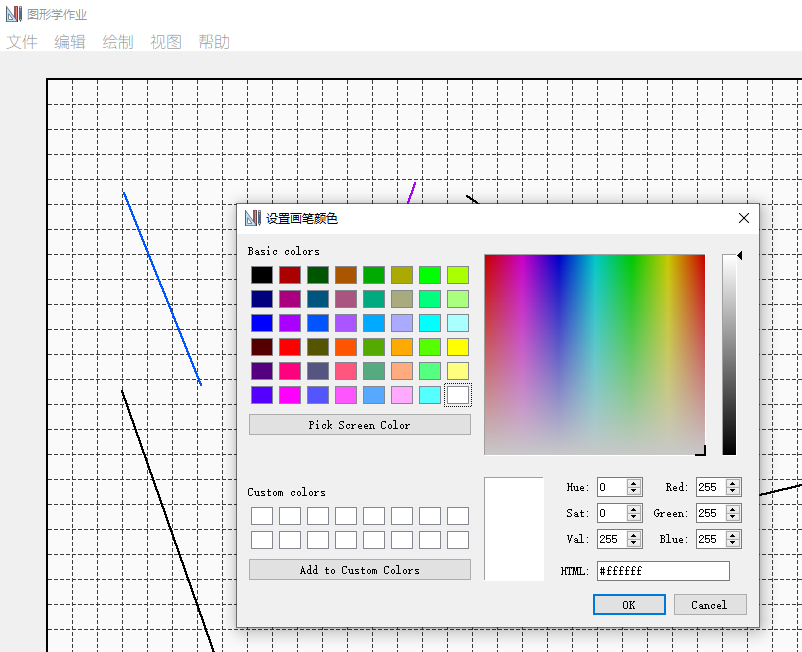 图形学作业
文件 编辑 绘制 视图 帮助
设置画笔颜色
Basic colors
Pick Screen Color
Custom colors
Add to Custom Colors
Hue: 0 Red: 255
Sat: 0 Green: 255
Val: 255 Blue: 255
HTML: #ffffff
OK Cancel